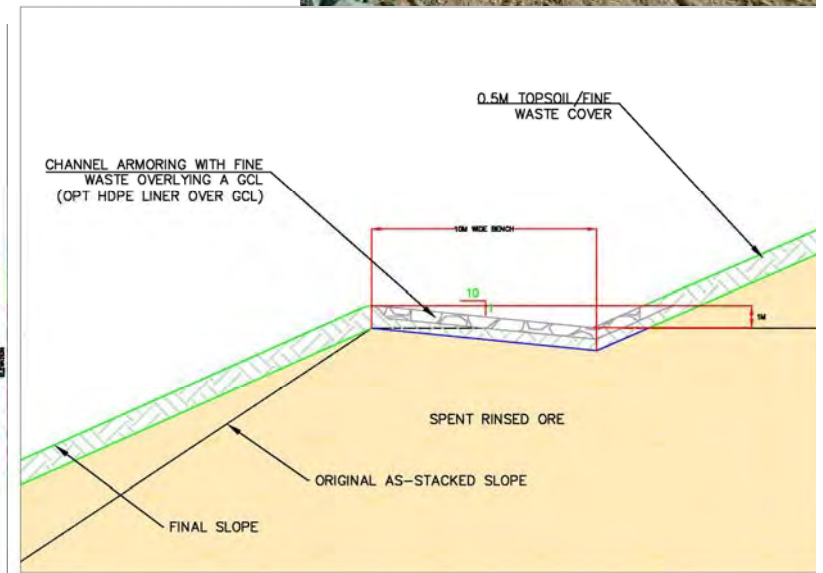 0.5M TOPSOIL/FINE
WASTE COVER
CHANNEL ARMORING WITH FINE
WASTE OVERLYING A GCL
(OPT HDPE LINER OVER GCL)
10M WIDE BENCH
10
1
1M
SPENT RINSED ORE
ORIGINAL AS-STACKED SLOPE
FINAL SLOPE
ELEVATION